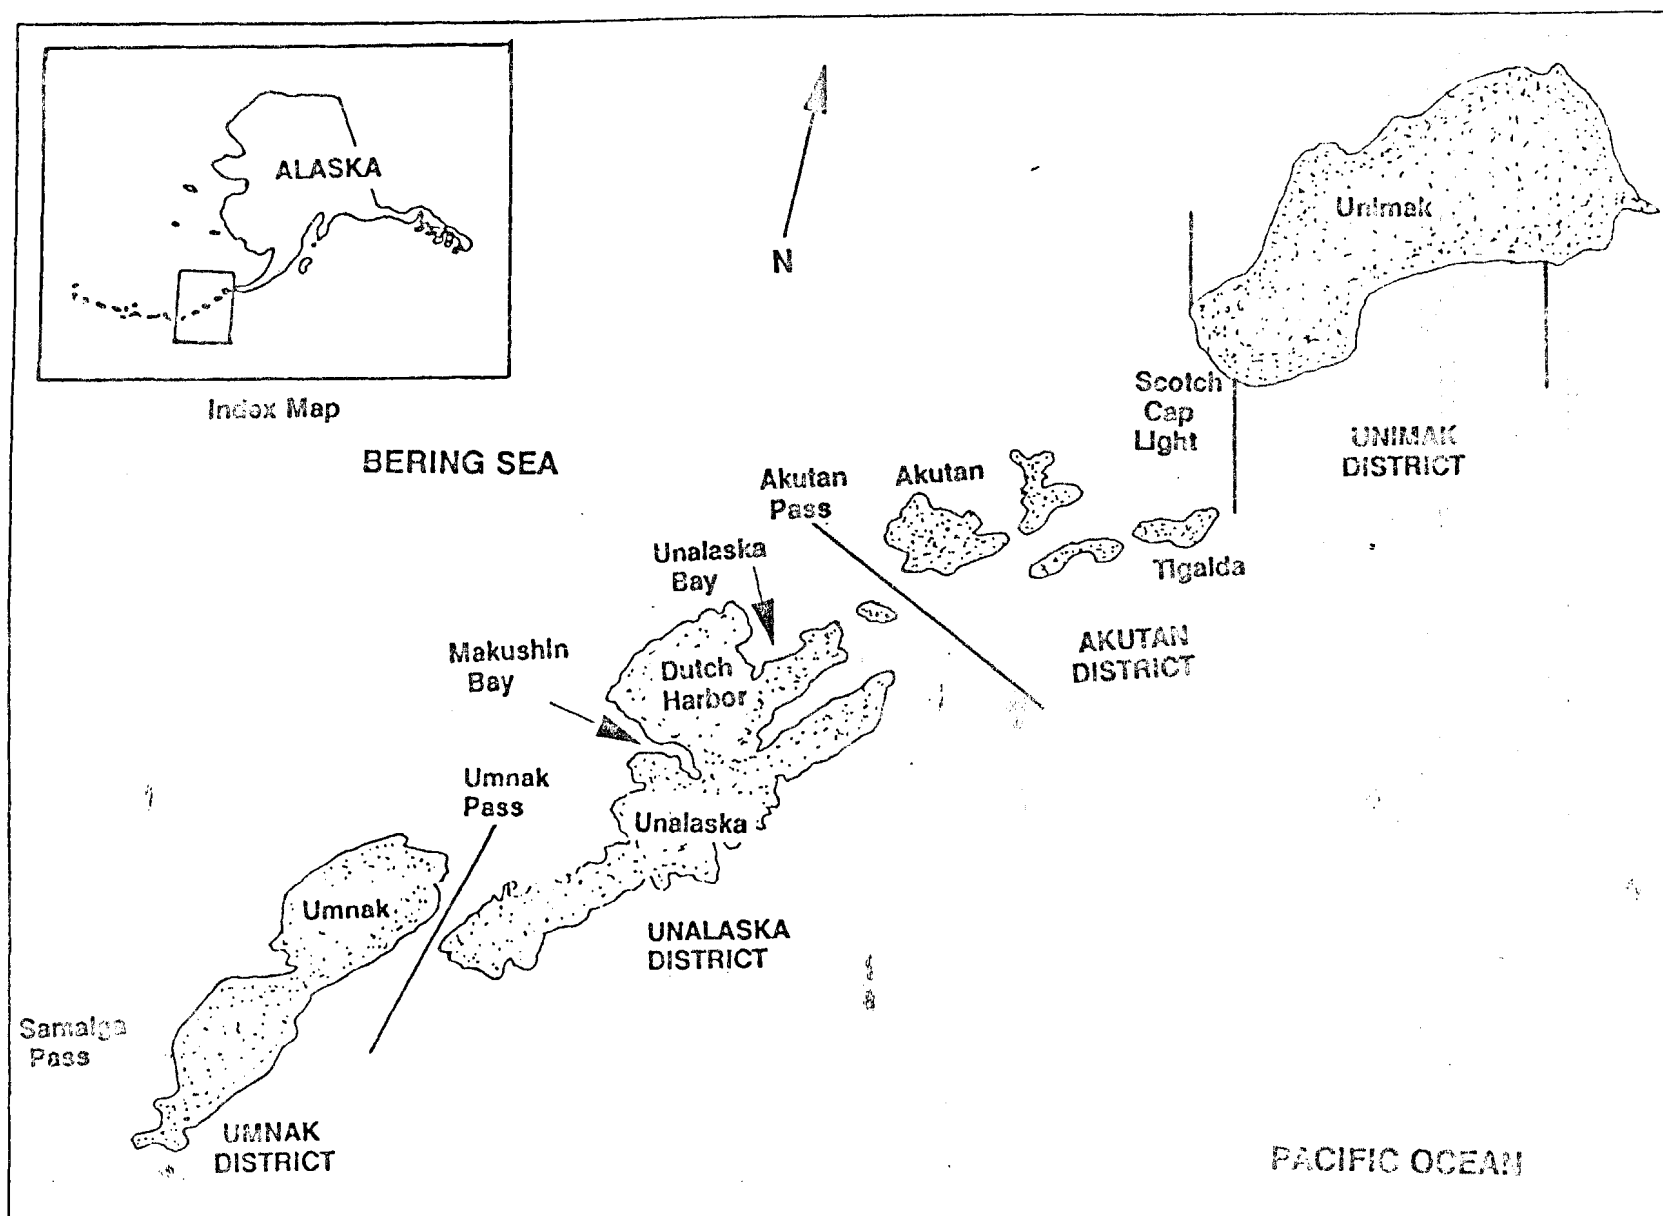 ALASKA
Index Map
N
Unimak
Scotch
Cap
Light
UNIMAK
DISTRICT
BERING SEA
Akutan
Pass
Akutan
Unalaska
Bay
Tigalda
Makushin
Bay
Dutch
Harbor
AKUTAN
DISTRICT
Umnak
Pass
Unalaska
Umnak
UNALASKA
DISTRICT
Samalga
Pass
UMNAK
DISTRICT
PACIFIC OCEAN